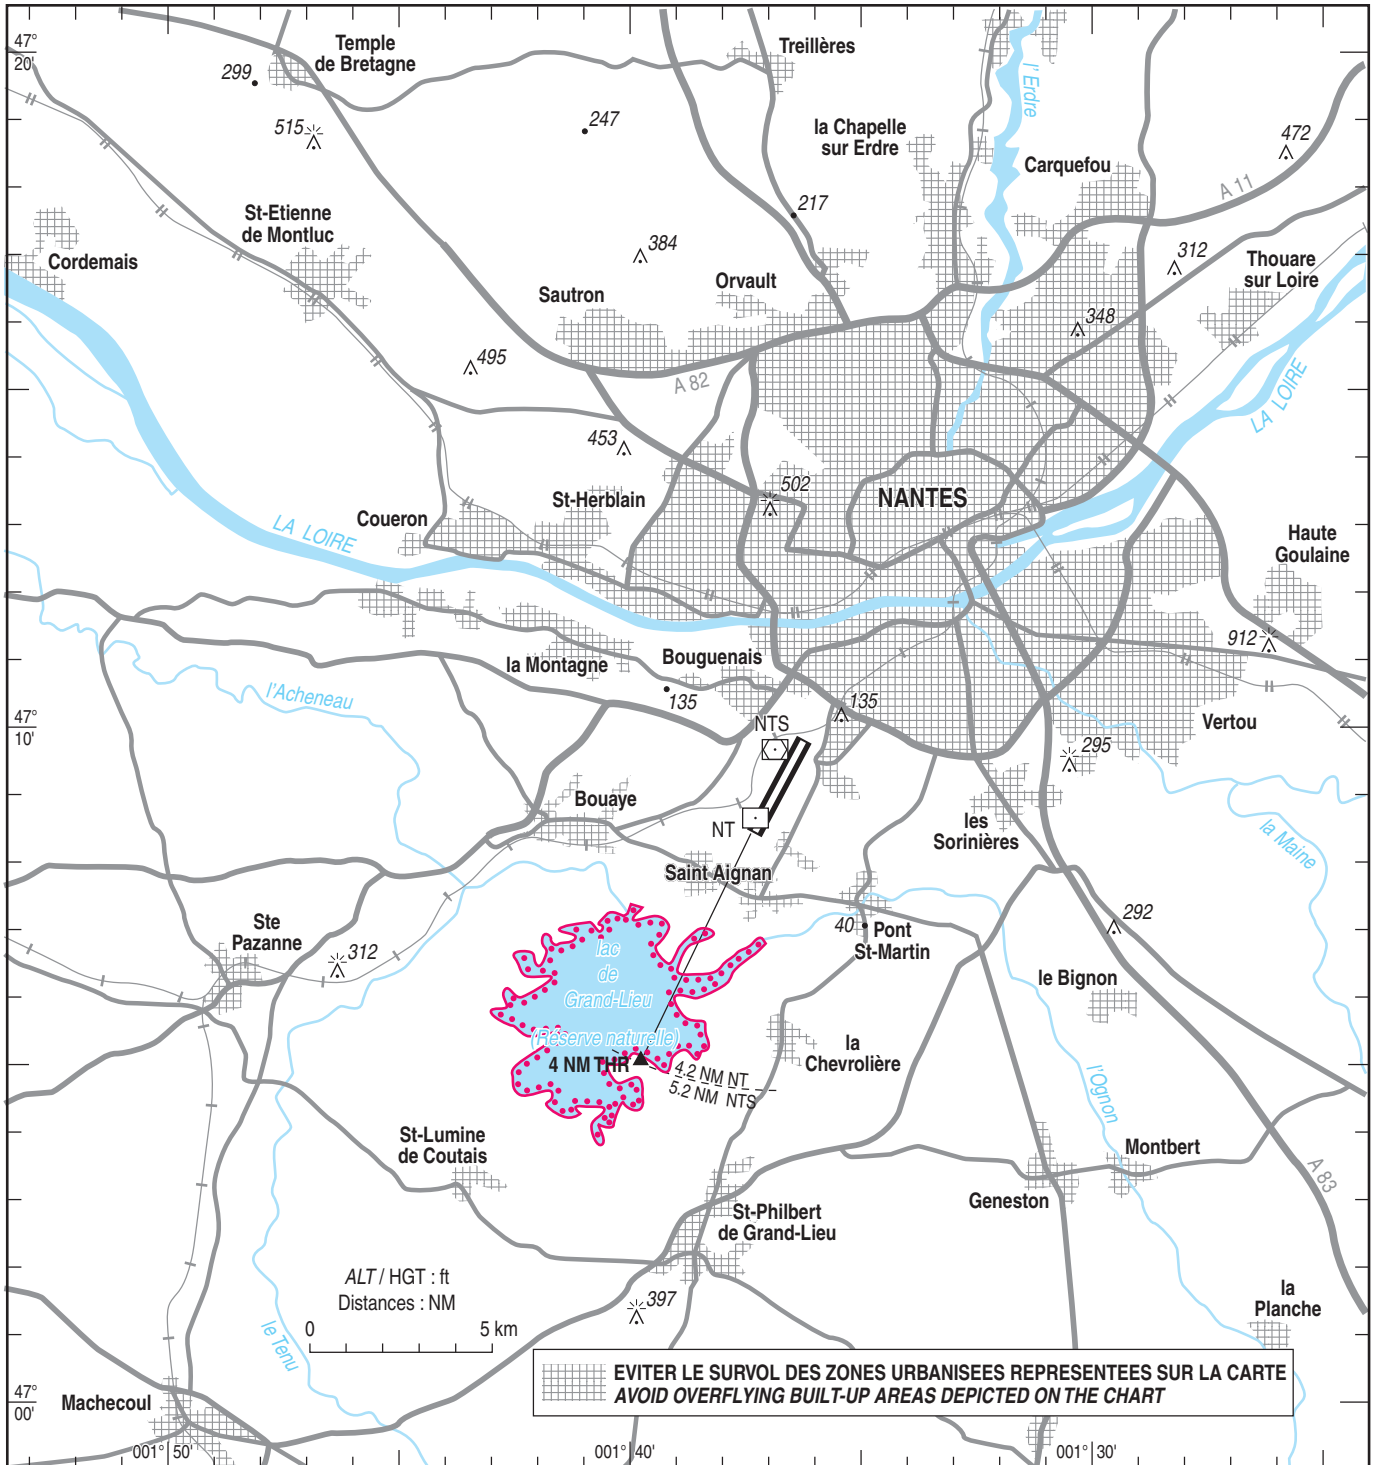 47°
20'
Temple
de Bretagne
299
515
Treillères
247
l' Erdre
la Chapelle
sur Erdre
Carquefou
472
A 11
217
St-Etienne
de Montluc
384
Cordemais
312
Thouare
sur Loire
Orvault
Sautron
348
495
A 82
LA LOIRE
453
502
St-Herblain
NANTES
Coueron
LA LOIRE
Haute
Goulaine
912
la Montagne
Bouguenais
l'Acheneau
135
135
47°
10'
NTS
Vertou
295
Bouaye
NT
les
Sorinières
la Maine
Saint Aignan
Ste
Pazanne
312
292
40
Pont
St-Martin
lac
de
Grand-Lieu
(Réserve naturelle)
le Bignon
la
Chevrolière
4 NM THR
4.2 NM NT
5.2 NM NTS
l'Ognon
St-Lumine
de Coutais
Montbert
A 83
Geneston
St-Philbert
de Grand-Lieu
ALT / HGT : ft
Distances : NM
0 5 km
397
le Tenu
la
Planche
EVITER LE SURVOL DES ZONES URBANISEES REPRESENTEES SUR LA CARTE
AVOID OVERFLYING BUILT-UP AREAS DEPICTED ON THE CHART
47°
00'
Machecoul
001° 50'
001° 40'
001° 30'